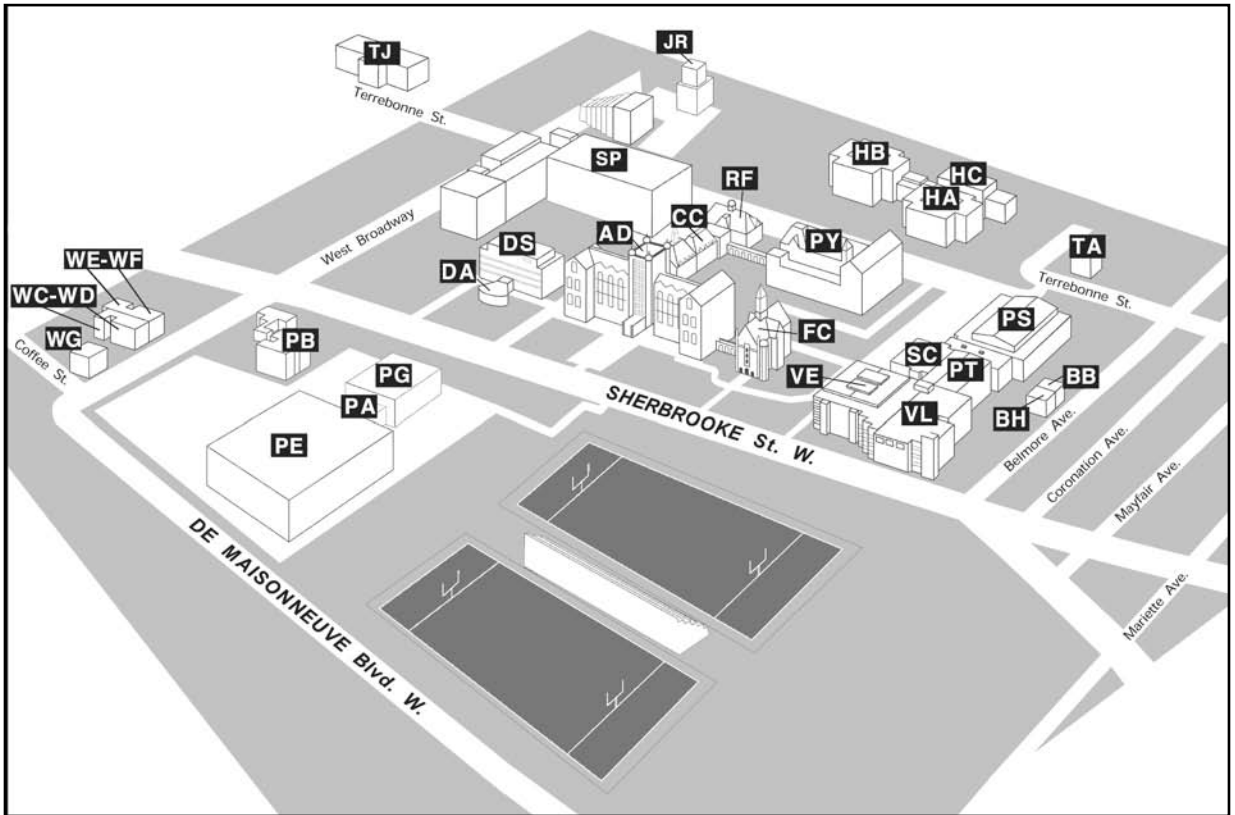 TJ
JR
Terrebonne St.
HB
SP
HC
RF
HA
CC
West Broadway
AD
PY
DS
TA
WE-WF
DA
Terrebonne St.
WC-WD
PS
FC
WG
PB
SC
Coffee St.
PG
VE
PT
BB
PA
SHERBROOKE St. W.
VL
BH
PE
Belmore Ave.
Coronation Ave.
Mayfair Ave.
DE MAISONNEUVE Blvd. W.
Mariette Ave.